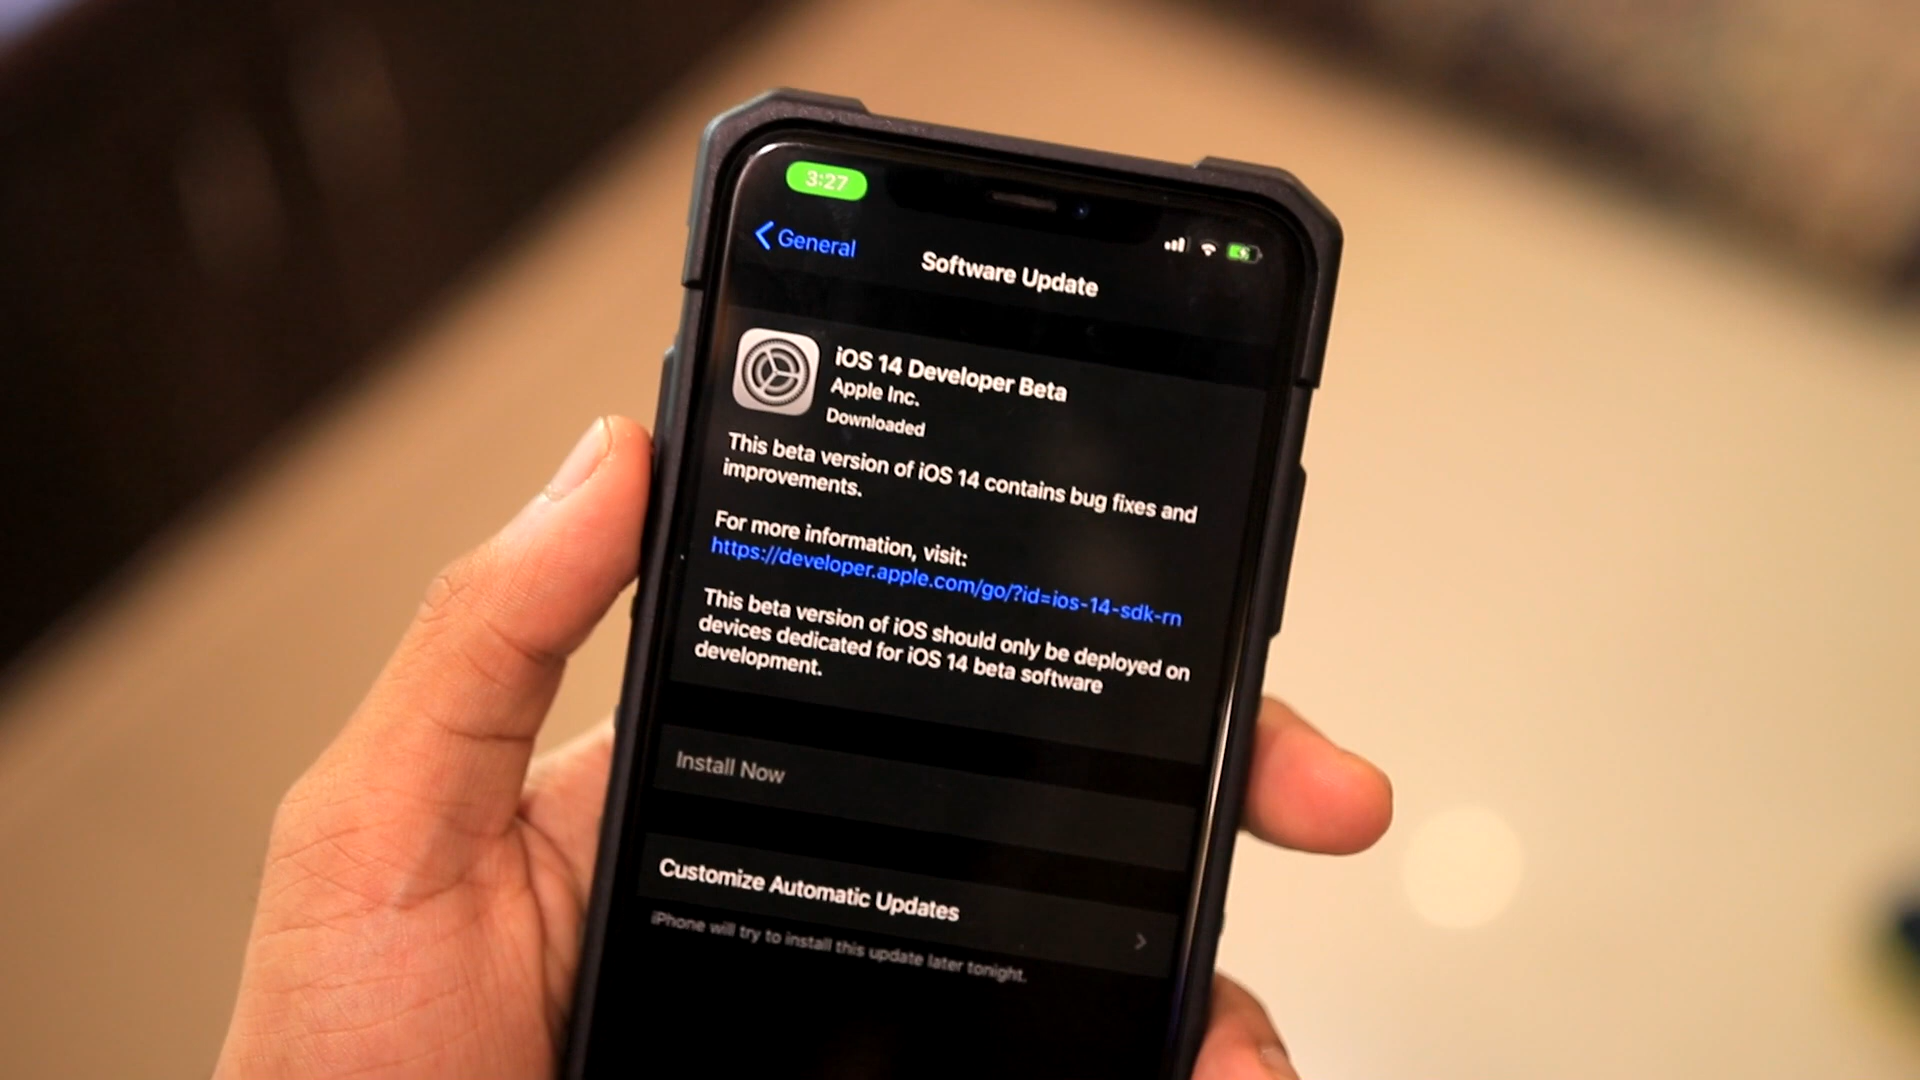 3:27
General
Software Update
iOS 14 Developer Beta
Apple Inc.
Downloaded
This beta version of iOS 14 contains bug fixes and
improvements.
For more information, visit:
https://developer.apple.com/go/?id=ios-14-sdk-rn
This beta version of iOS should only be deployed on
devices dedicated for iOS 14 beta software
development.
Install Now
Customize Automatic Updates
iPhone will try to install this update later tonight.